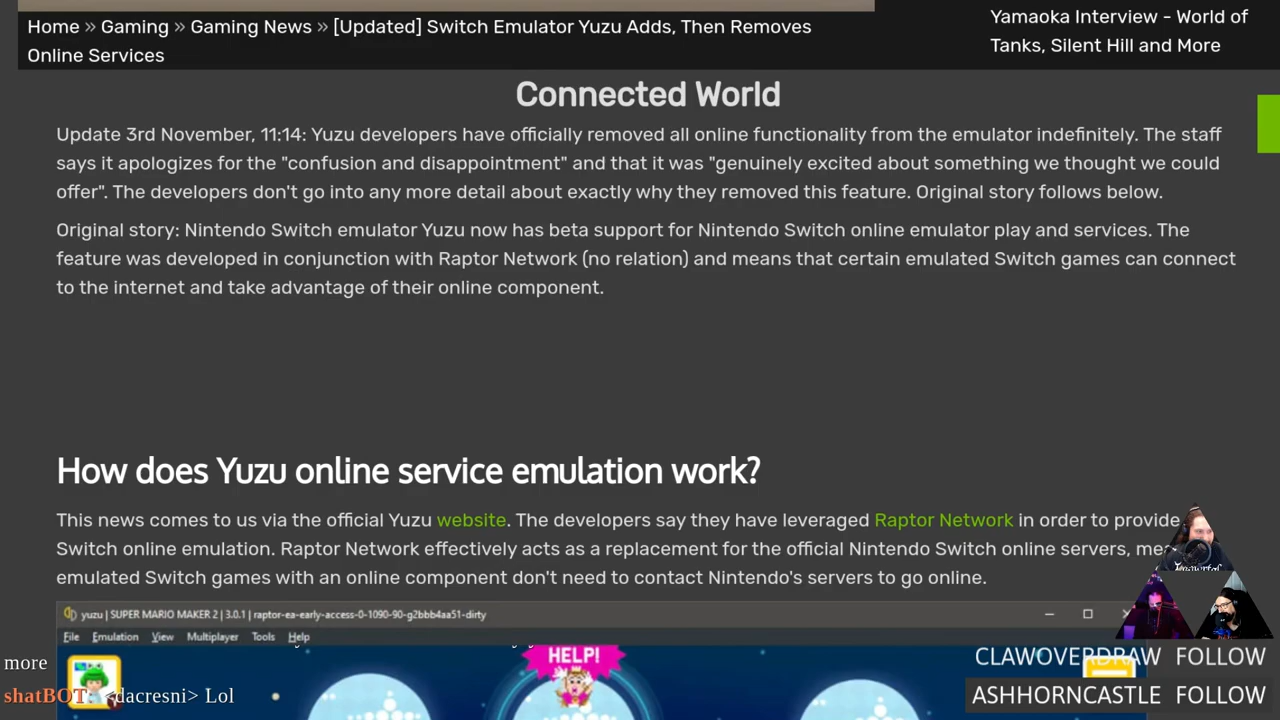 Home » Gaming » Gaming News » [Updated] Switch Emulator Yuzu Adds, Then Removes
Online Services
Yamaoka Interview - World of
Tanks, Silent Hill and More
Connected World
Update 3rd November, 11:14: Yuzu developers have officially removed all online functionality from the emulator indefinitely. The staff
says it apologizes for the "confusion and disappointment" and that it was "genuinely excited about something we thought we could
offer". The developers don't go into any more detail about exactly why they removed this feature. Original story follows below.
Original story: Nintendo Switch emulator Yuzu now has beta support for Nintendo Switch online emulator play and services. The
feature was developed in conjunction with Raptor Network (no relation) and means that certain emulated Switch games can connect
to the internet and take advantage of their online component.
How does Yuzu online service emulation work?
This news comes to us via the official Yuzu website. The developers say they have leveraged Raptor Network in order to provide
Switch online emulation. Raptor Network effectively acts as a replacement for the official Nintendo Switch online servers,
emulated Switch games with an online component don't need to contact Nintendo's servers to go online.
yuzu | SUPER MARIO MAKER 2 | 3.0.1 | raptor-ea-early-access-0-1090-90-g2bbb4aa51-dirty
File Emulation View Multiplayer Tools Help
HELP!
more
shatBOT: <dacresni> Lol
CLAWOVERDRAW FOLLOW
ASHHORNCASTLE FOLLOW